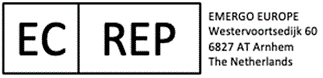 EC REP
EMERGO EUROPE
Westervoortsedijk 60
6827 AT Arnhem
The Netherlands